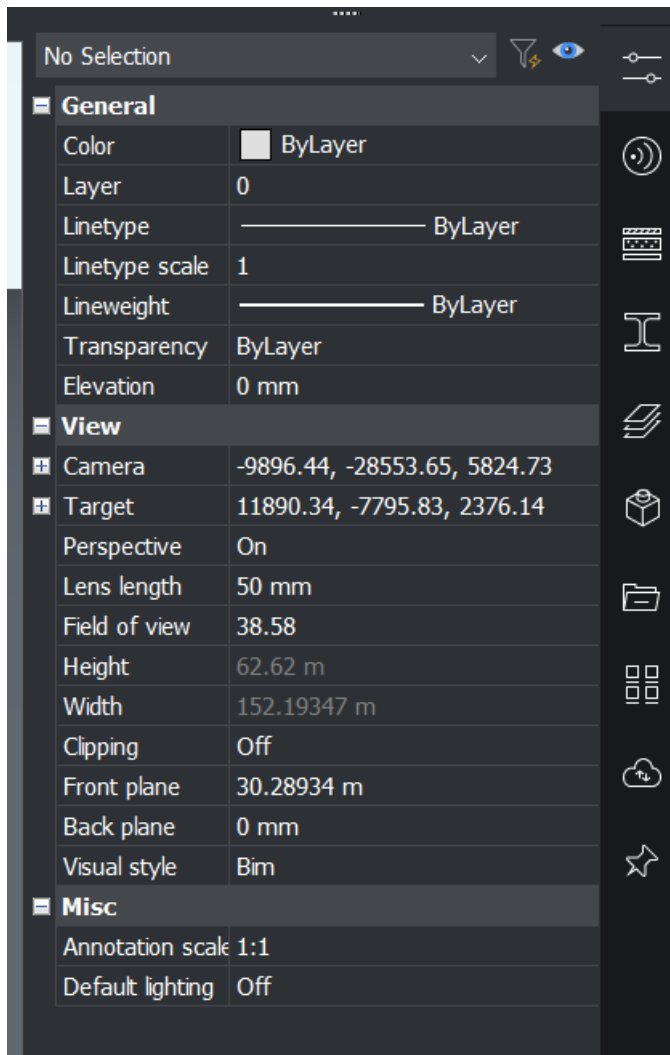 No Selection
General
Color ByLayer
Layer 0
Linetype ByLayer
Linetype scale 1
Lineweight ByLayer
Transparency ByLayer
Elevation 0 mm
View
Camera -9896.44, -28553.65, 5824.73
Target 11890.34, -7795.83, 2376.14
Perspective On
Lens length 50 mm
Field of view 38.58
Height 62.62 m
Width 152.19347 m
Clipping Off
Front plane 30.28934 m
Back plane 0 mm
Visual style Bim
Misc
Annotation scale 1:1
Default lighting Off